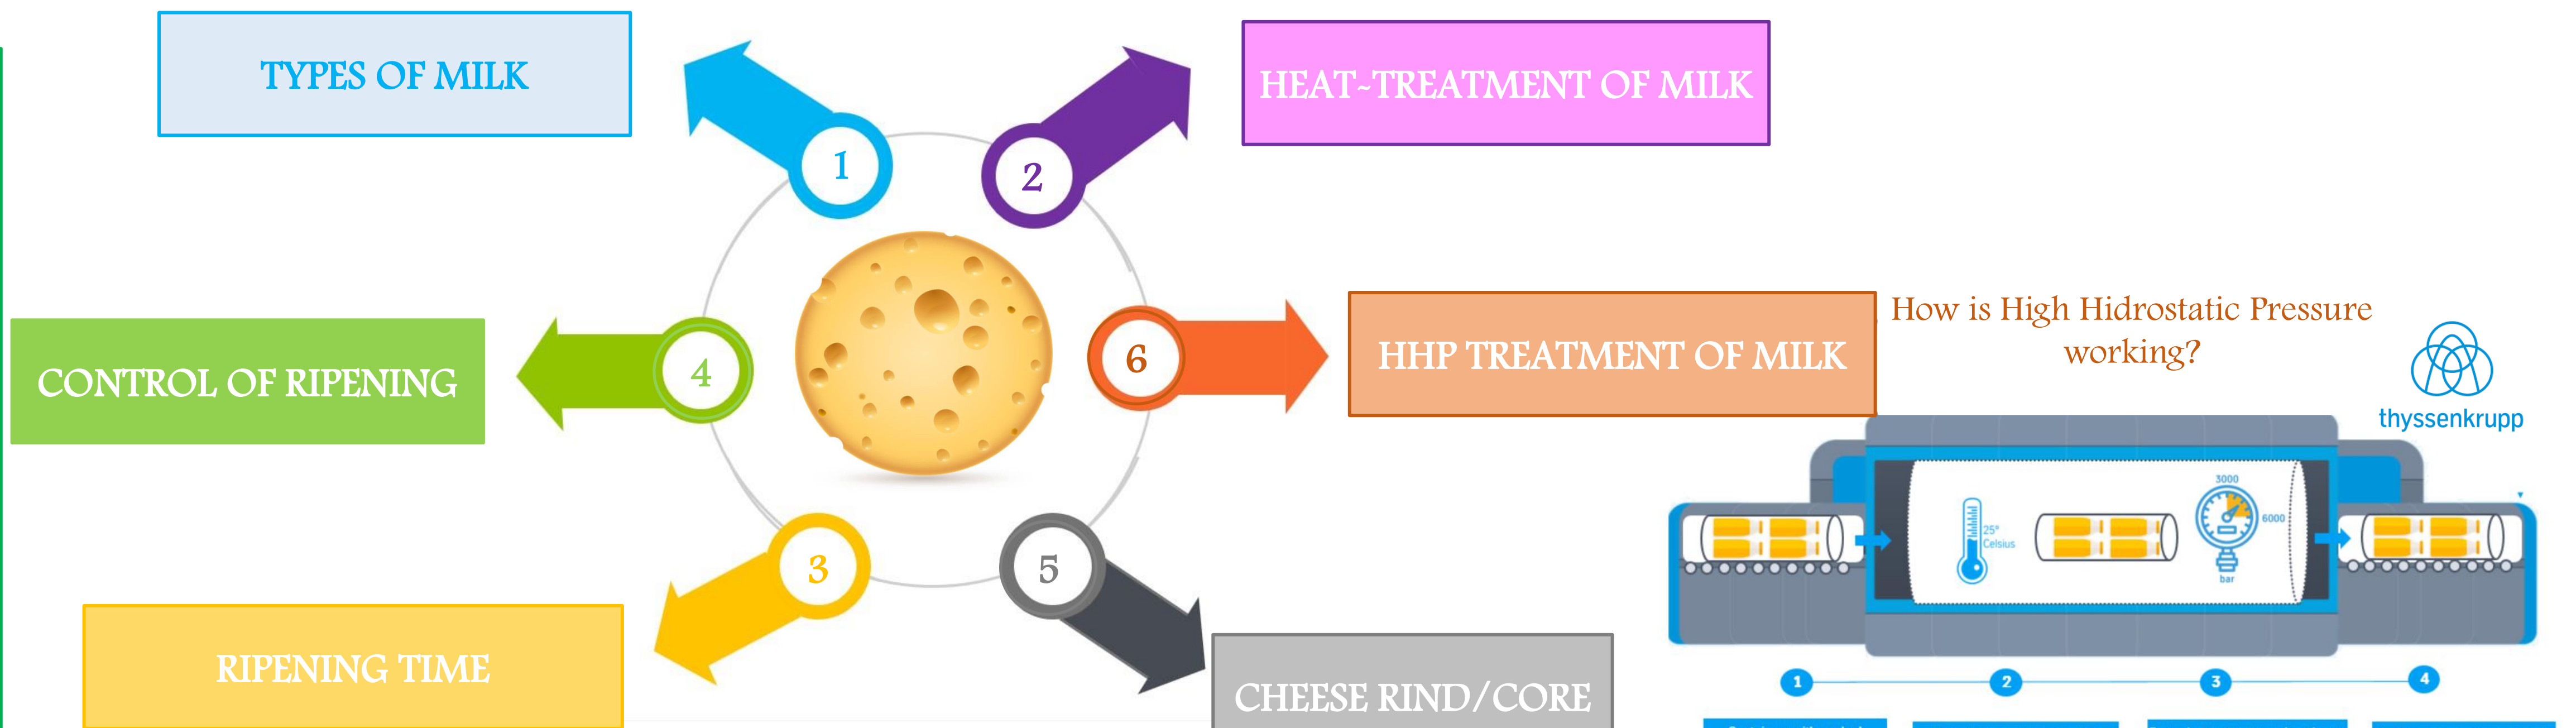 TYPES OF MILK
HEAT-TREATMENT OF MILK
1
2
CONTROL OF RIPENING
4
6
HHP TREATMENT OF MILK
How is High Hidrostatic Pressure
working?
thyssenkrupp
3000
6000
bar
25°
Celsius
3
5
RIPENING TIME
CHEESE RIND/CORE
1
2
3
4